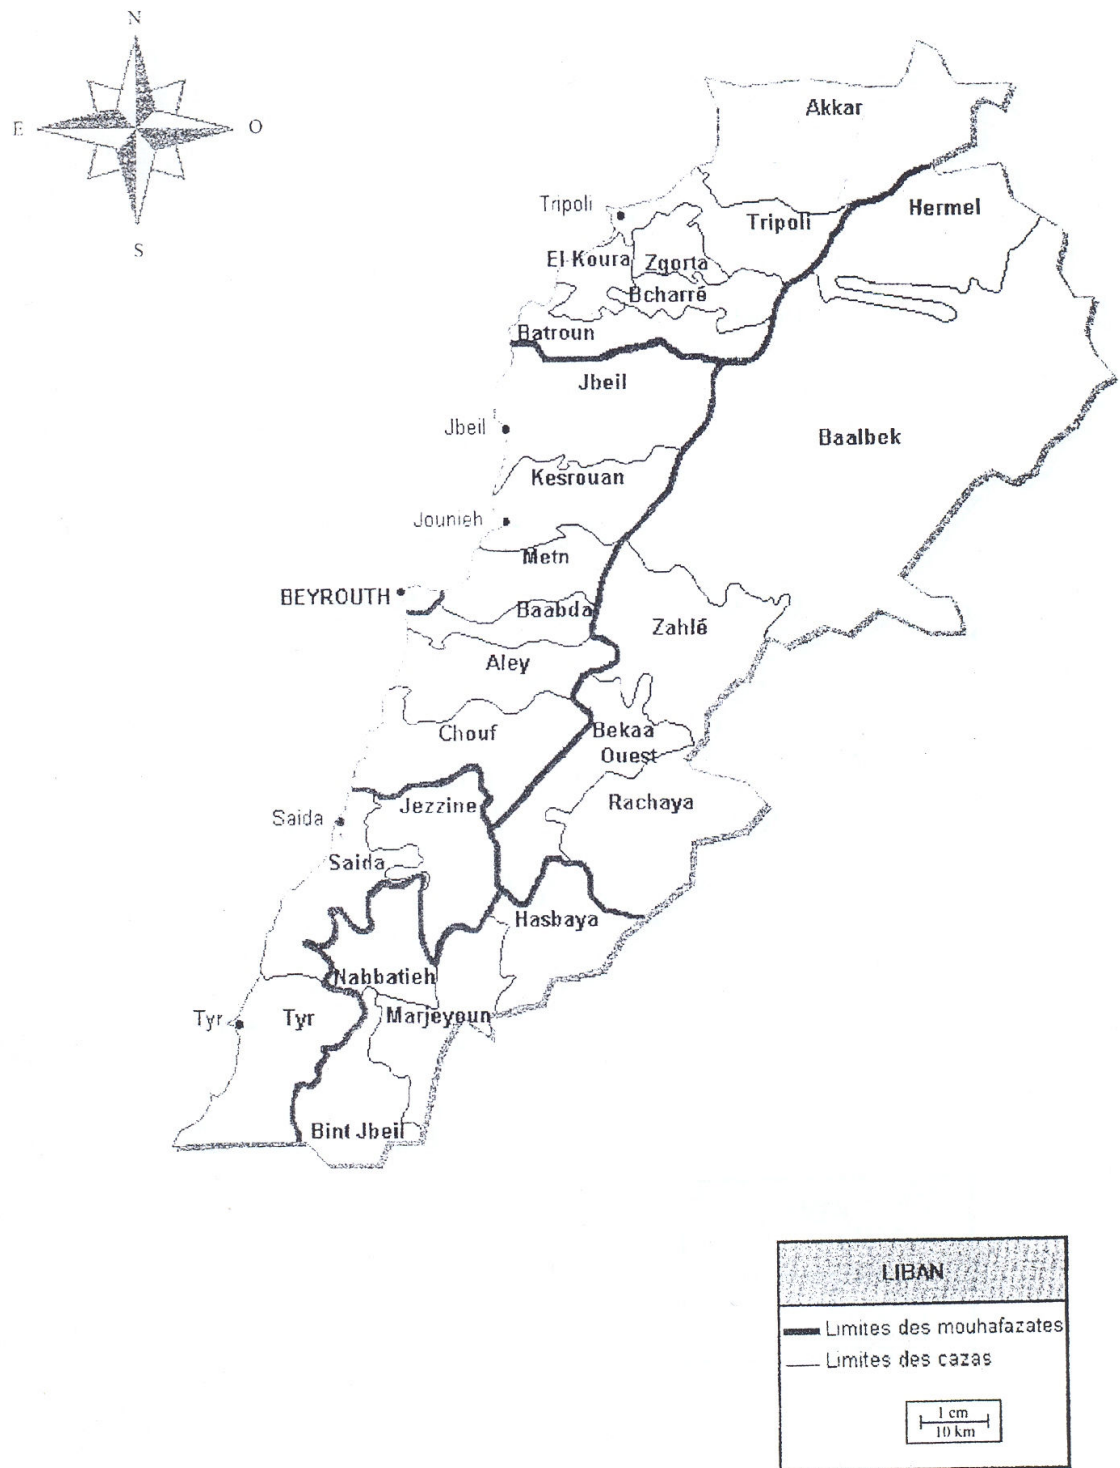 N
E
O
S
Akkar
Tripoli
Tripoli
Hermel
El Koura
Zqorta
Bcharré
Batroun
Jbeil
Jbeil
Baalbek
Kesrouan
Jounieh
Metn
BEYROUTH
Baabda
Zahlé
Aley
Chouf
Bekaa
Ouest
Jezzine
Rachaya
Saida
Saida
Hasbaya
Nabbatieh
Marjeyoun
Tyr
Tyr
Bint Jbeil
LIBAN
Limites des mouhafazates
Limites des cazas
1 cm
10 km